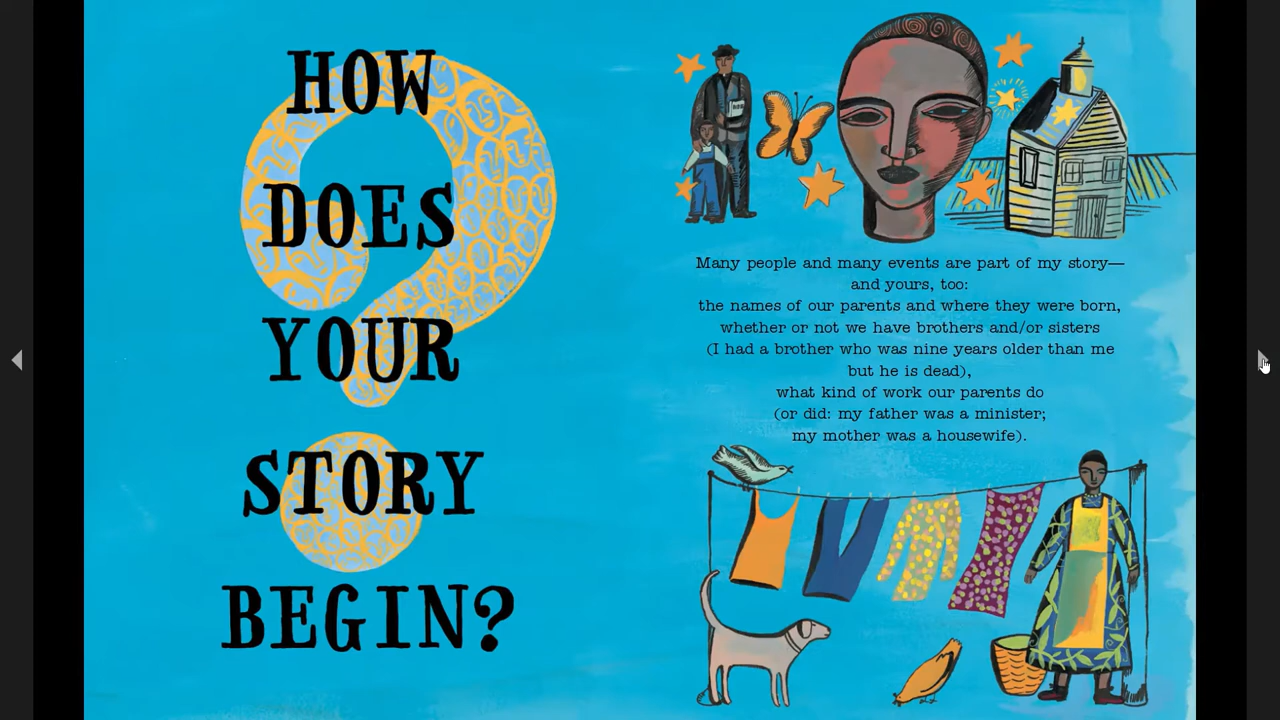 HOW
DOES
YOUR
STORY
BEGIN?
Many people and many events are part of my story—
and yours, too:
the names of our parents and where they were born,
whether or not we have brothers and/or sisters
(I had a brother who was nine years older than me
but he is dead),
what kind of work our parents do
(or did: my father was a minister;
my mother was a housewife).